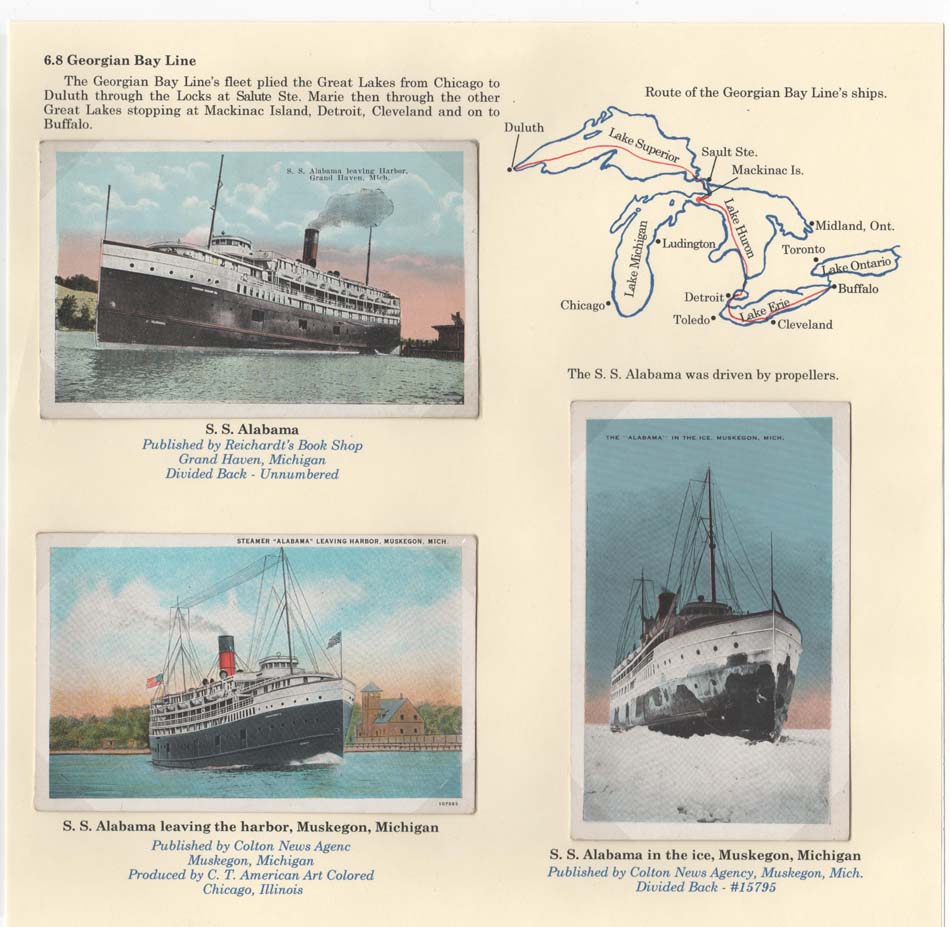 6.8 Georgian Bay Line
The Georgian Bay Line's fleet plied the Great Lakes from Chicago to
Duluth through the Locks at Salute Ste. Marie then through the other
Great Lakes stopping at Mackinac Island, Detroit, Cleveland and on to
Buffalo.
S. S. Alabama leaving Harbor,
Grand Haven, Mich.
S. S. Alabama
Published by Reichardt's Book Shop
Grand Haven, Michigan
Divided Back - Unnumbered
STEAMER "ALABAMA" LEAVING HARBOR, MUSKEGON, MICH.
S. S. Alabama leaving the harbor, Muskegon, Michigan
Published by Colton News Agenc
Muskegon, Michigan
Produced by C. T. American Art Colored
Chicago, Illinois
Route of the Georgian Bay Line's ships.
Duluth
Lake Superior
Sault Ste.
Mackinac Is.
Lake Michigan
Lake Huron
Ludington
Midland, Ont.
Toronto
Lake Ontario
Chicago
Detroit
Buffalo
Toledo
Lake Erie
Cleveland
The S. S. Alabama was driven by propellers.
THE "ALABAMA" IN THE ICE, MUSKEGON, MICH.
S. S. Alabama in the ice, Muskegon, Michigan
Published by Colton News Agency, Muskegon, Mich.
Divided Back - #15795